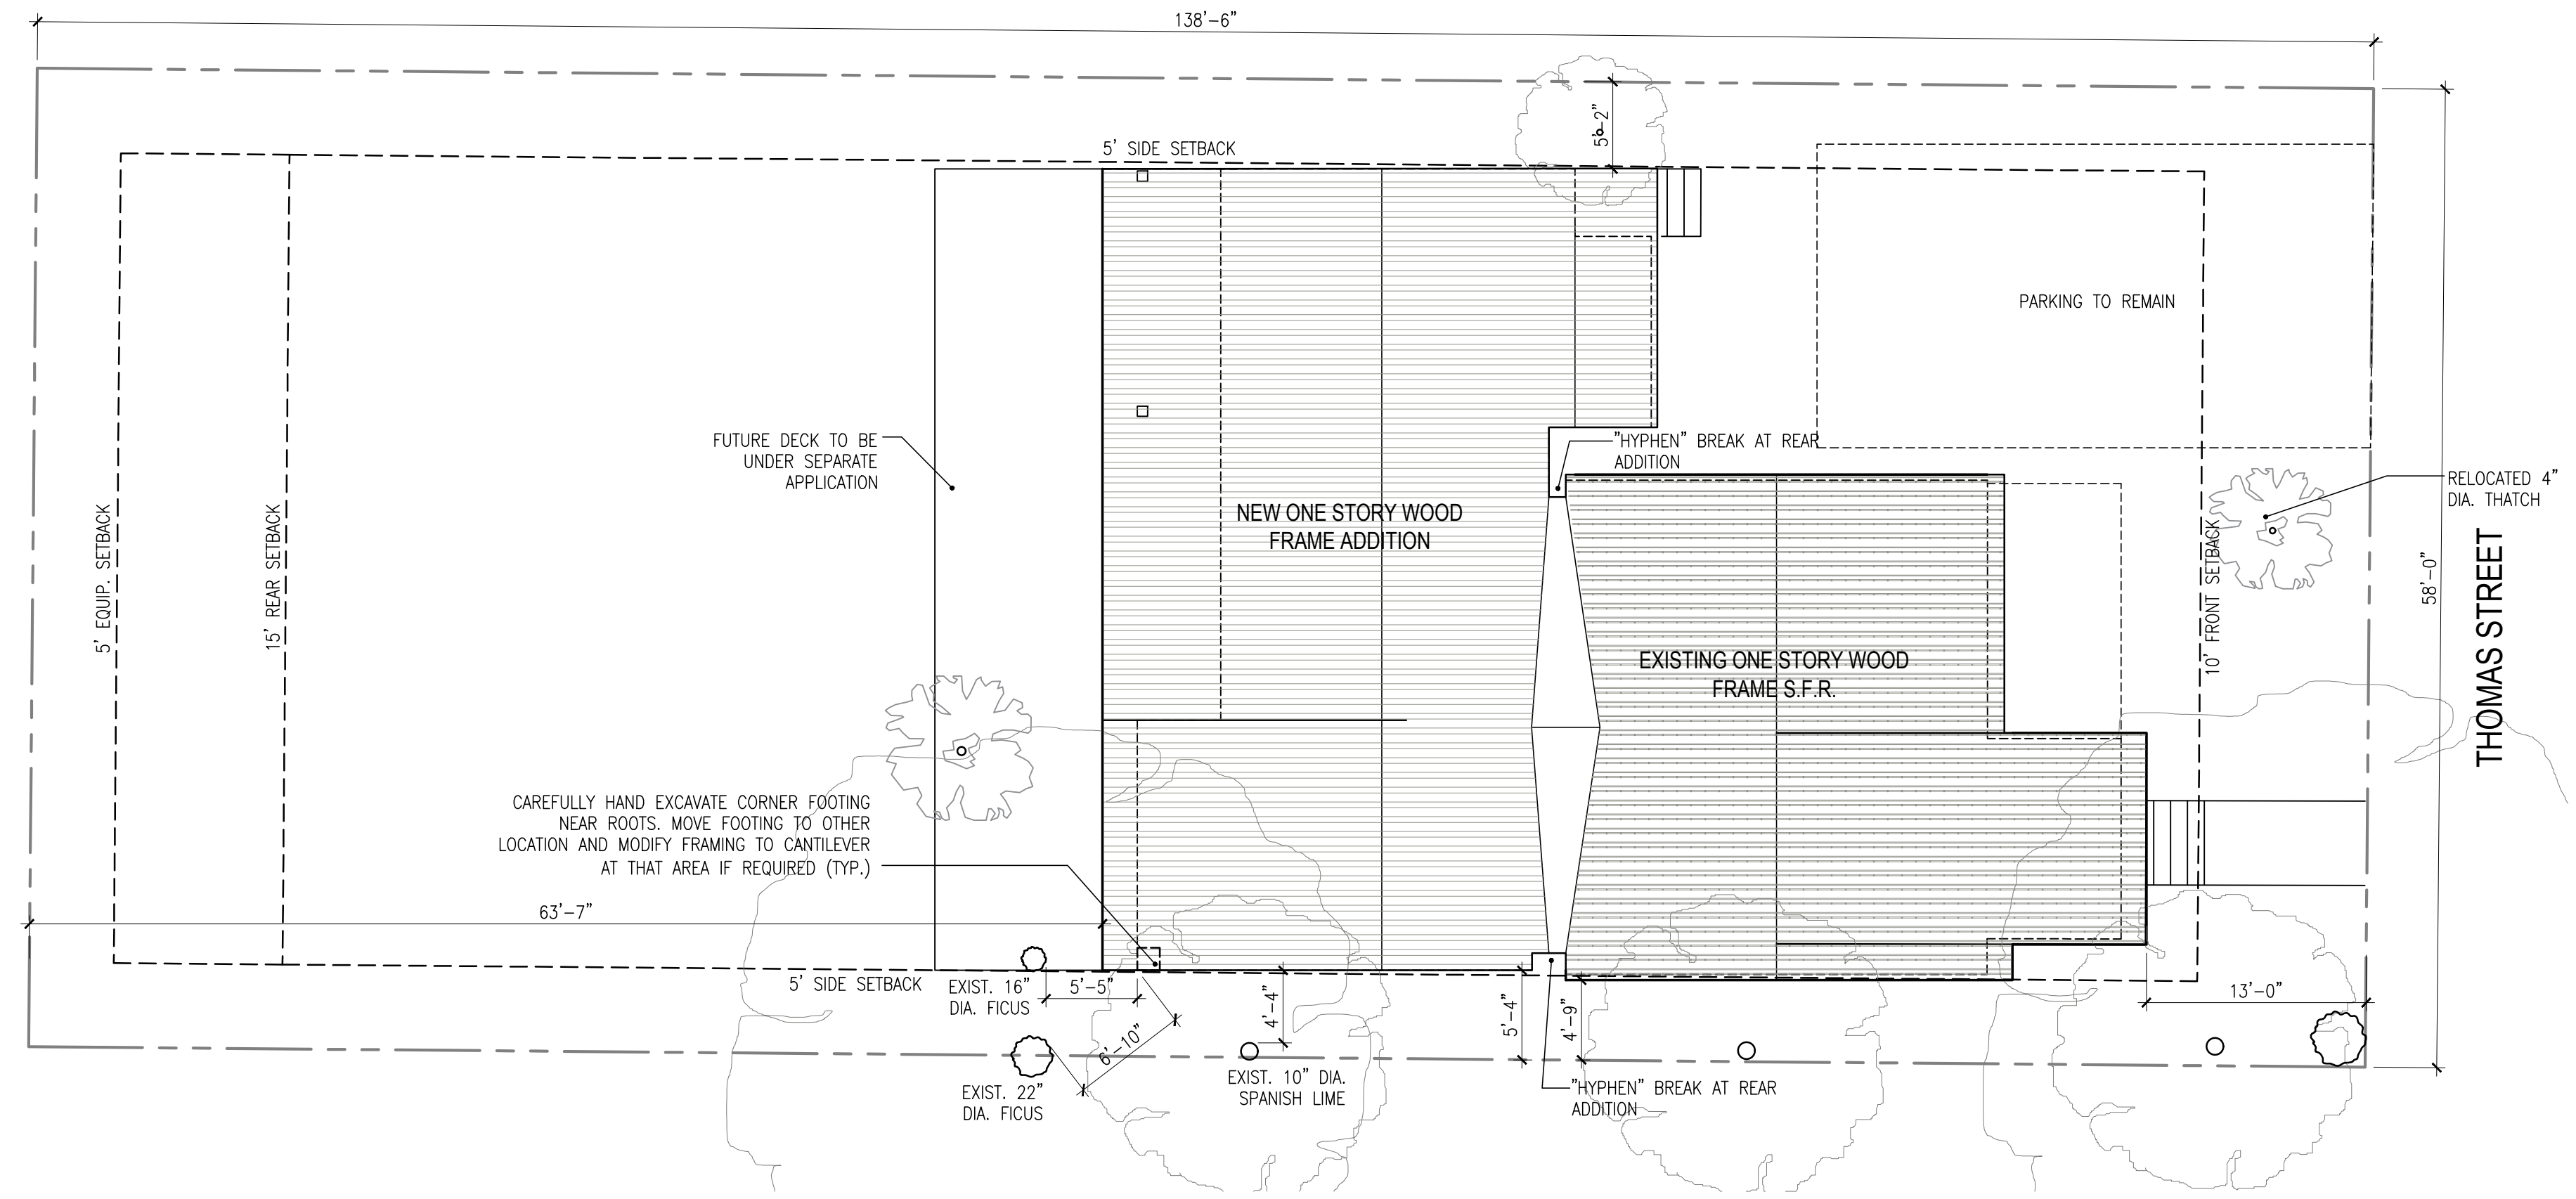 138'-6"
5'-2"
5' SIDE SETBACK
PARKING TO REMAIN
FUTURE DECK TO BE
UNDER SEPARATE
APPLICATION
"HYPHEN" BREAK AT REAR
ADDITION
RELOCATED 4"
DIA. THATCH
NEW ONE STORY WOOD
FRAME ADDITION
5' EQUIP. SETBACK
15' REAR SETBACK
10' FRONT SETBACK
58'-0"
THOMAS STREET
EXISTING ONE STORY WOOD
FRAME S.F.R.
CAREFULLY HAND EXCAVATE CORNER FOOTING
NEAR ROOTS. MOVE FOOTING TO OTHER
LOCATION AND MODIFY FRAMING TO CANTILEVER
AT THAT AREA IF REQUIRED (TYP.)
63'-7"
5' SIDE SETBACK
EXIST. 16"
DIA. FICUS
5'-5"
6'-10"
4'-4"
5'-4"
4'-9"
13'-0"
EXIST. 22"
DIA. FICUS
EXIST. 10" DIA.
SPANISH LIME
"HYPHEN" BREAK AT REAR
ADDITION